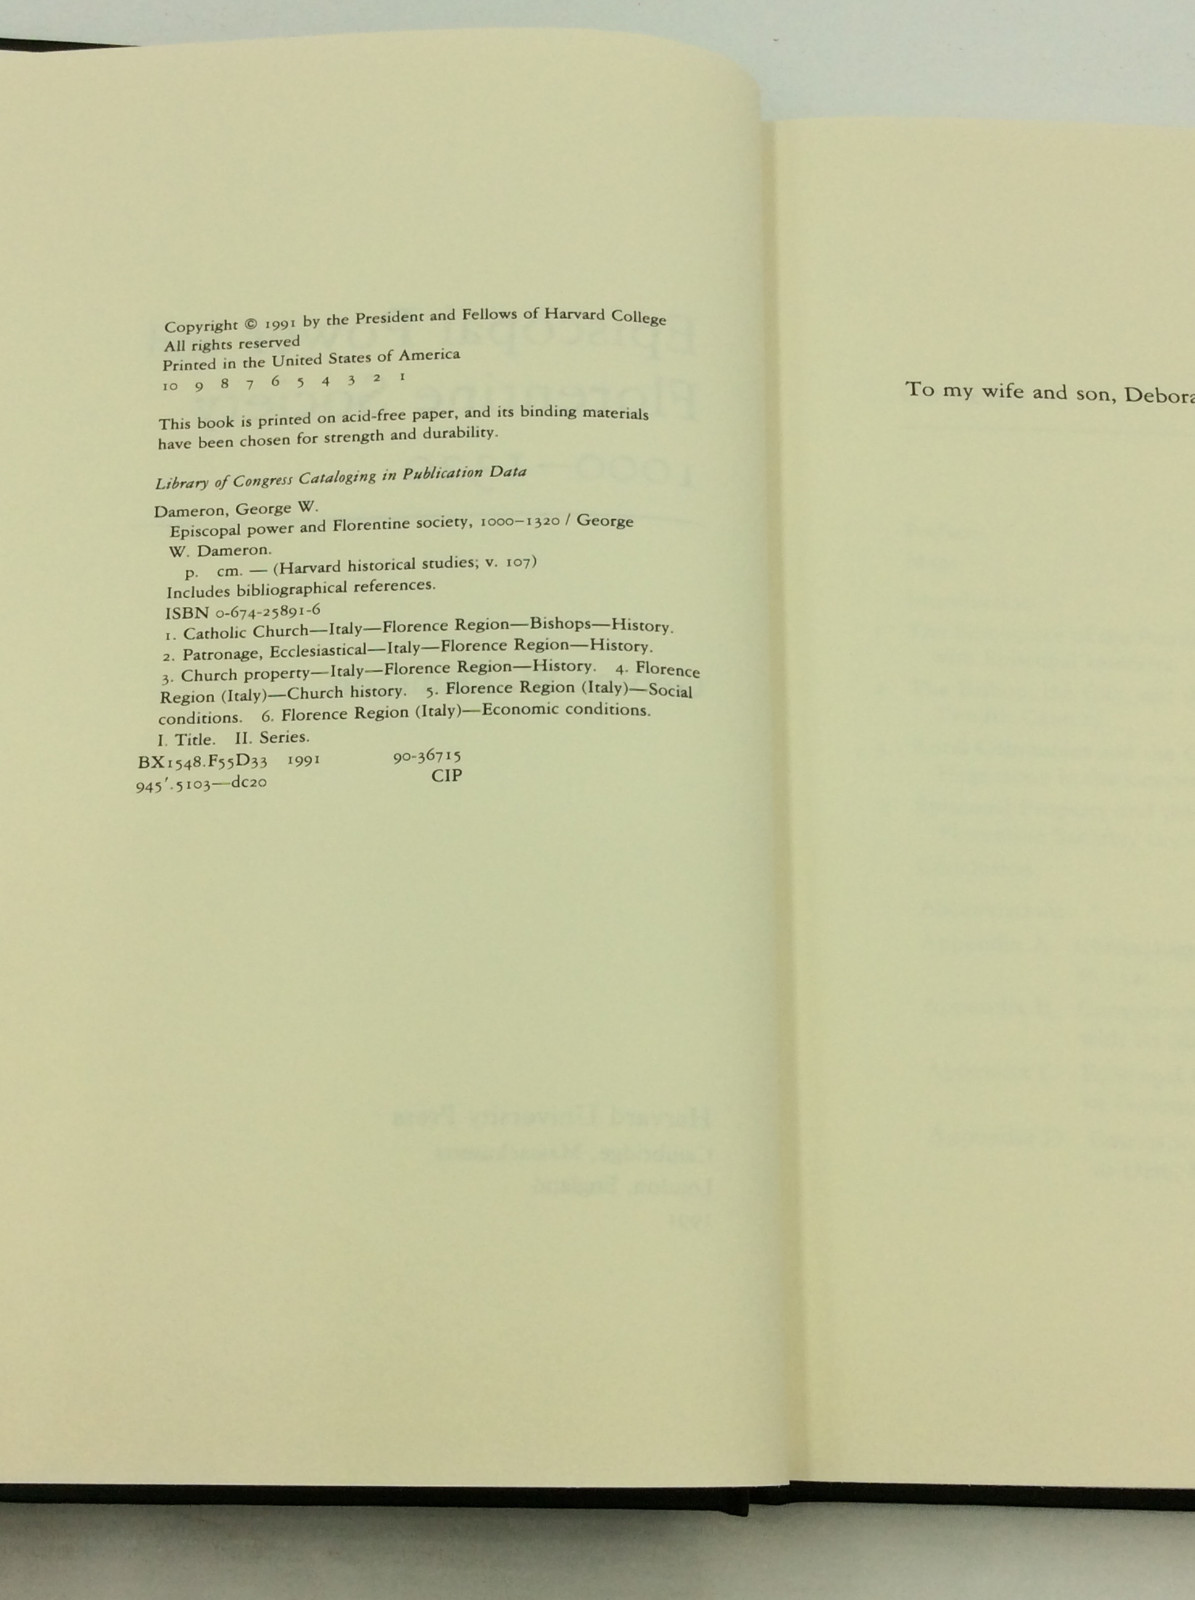 Copyright © 1991 by the President and Fellows of Harvard College
All rights reserved
Printed in the United States of America
10 9 8 7 6 5 4 3 2 1
This book is printed on acid-free paper, and its binding materials
have been chosen for strength and durability.
Library of Congress Cataloging in Publication Data
Dameron, George W.
Episcopal power and Florentine society, 1000–1320 / George
W. Dameron.
p. cm. — (Harvard historical studies; v. 107)
Includes bibliographical references.
ISBN 0-674-25891-6
1. Catholic Church—Italy—Florence Region—Bishops—History.
2. Patronage, Ecclesiastical—Italy—Florence Region—History.
3. Church property—Italy—Florence Region—History. 4. Florence
Region (Italy)—Church history. 5. Florence Region (Italy)—Social
conditions. 6. Florence Region (Italy)—Economic conditions.
I. Title. II. Series.
BX1548.F55D33 1991 90-36715
945'.5103—dc20 CIP
To my wife and son, Debora